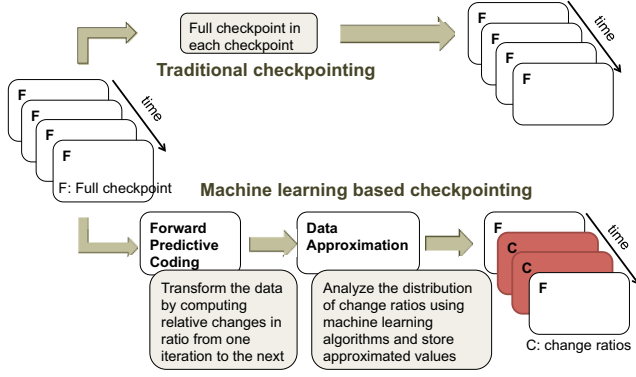 Full checkpoint in
each checkpoint
Traditional checkpointing
F
F
F
F
time
F
F
F
F
time
F: Full checkpoint
Machine learning based checkpointing
Forward
Predictive
Coding
Transform the data
by computing
relative changes in
ratio from one
iteration to the next
Data
Approximation
Analyze the distribution
of change ratios using
machine learning
algorithms and store
approximated values
F
C
C
F
time
C: change ratios